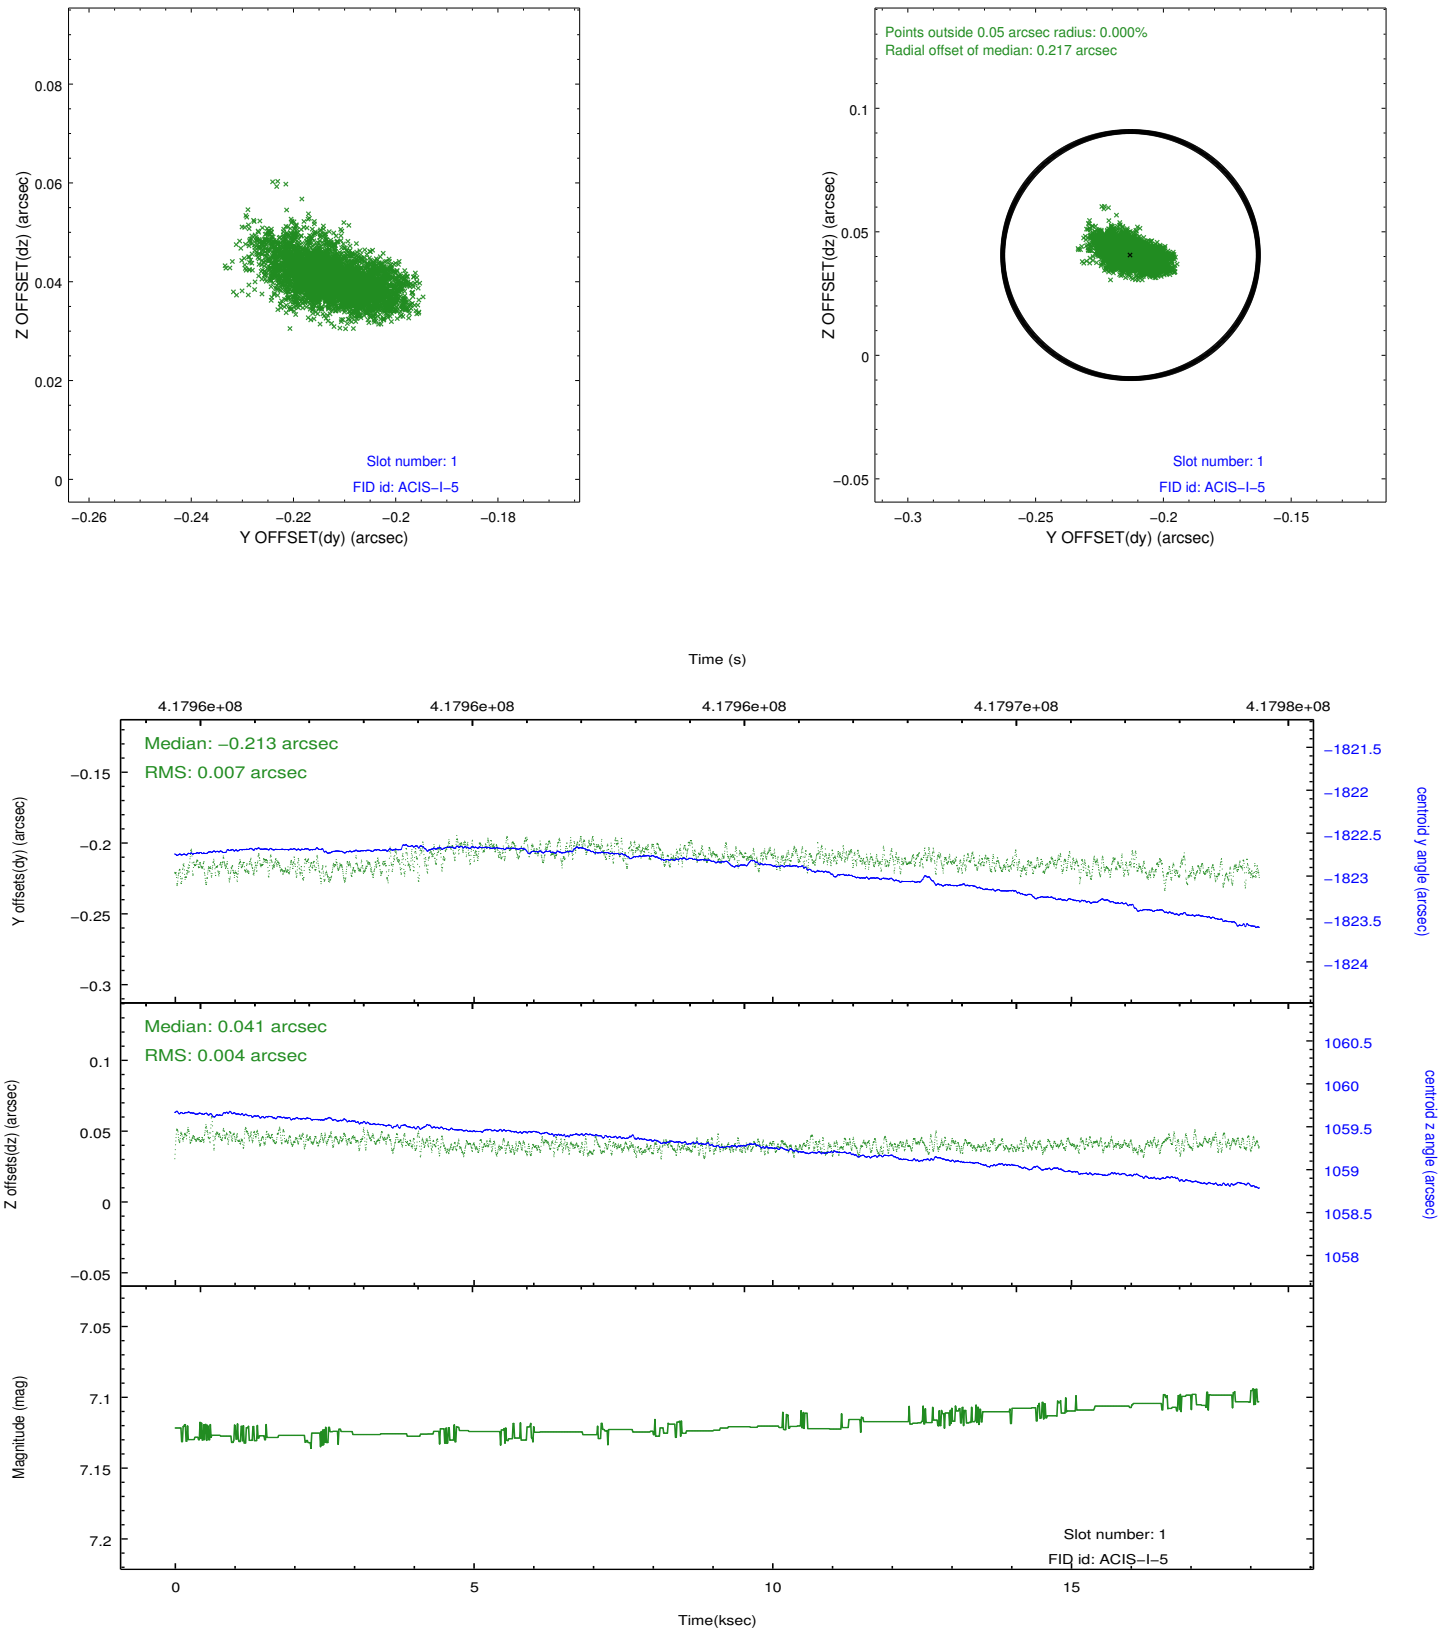 0.08
0.06
0.04
0.02
0
Z OFFSET(dz) (arcsec)
Slot number: 1
FID id: ACIS−I−5
−0.26 −0.24 −0.22 −0.2 −0.18
Y OFFSET(dy) (arcsec)
Points outside 0.05 arcsec radius: 0.000%
Radial offset of median: 0.217 arcsec
0.1
0.05
0
−0.05
Z OFFSET(dz) (arcsec)
Slot number: 1
FID id: ACIS−I−5
−0.3 −0.25 −0.2 −0.15
Y OFFSET(dy) (arcsec)
Time (s)
4.1796e+08 4.1796e+08 4.1796e+08 4.1797e+08 4.1798e+08
Median: −0.213 arcsec
RMS: 0.007 arcsec
−0.15
−0.2
−0.25
−0.3
Y offsets(dy) (arcsec)
−1821.5
−1822
−1822.5
−1823
−1823.5
−1824
centroid y angle (arcsec)
Median: 0.041 arcsec
RMS: 0.004 arcsec
0.1
0.05
0
−0.05
Z offsets(dz) (arcsec)
1060.5
1060
1059.5
1059
1058.5
1058
centroid z angle (arcsec)
7.05
7.1
7.15
7.2
Magnitude (mag)
Slot number: 1
FID id: ACIS−I−5
0 5 10 15
Time(ksec)